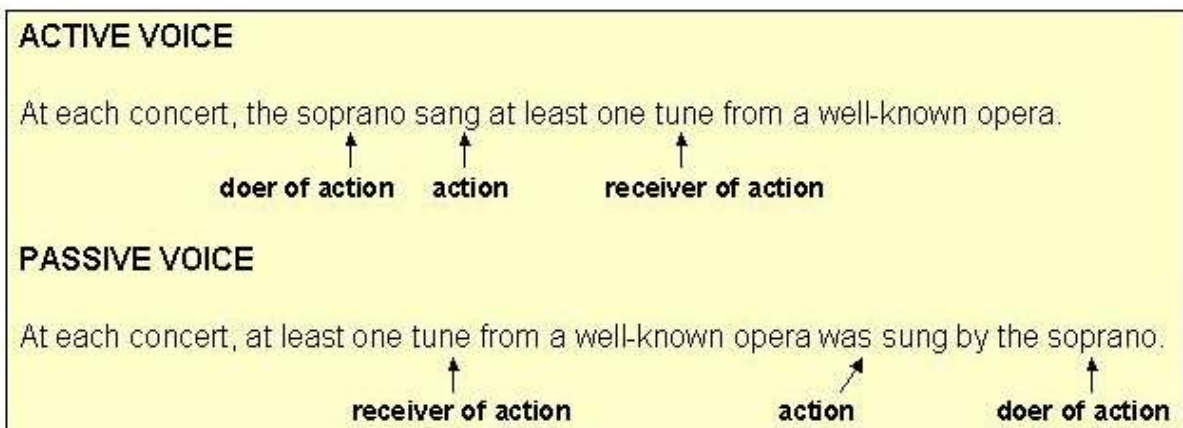 ACTIVE VOICE
At each concert, the soprano sang at least one tune from a well-known opera.
doer of action action receiver of action
PASSIVE VOICE
At each concert, at least one tune from a well-known opera was sung by the soprano.
receiver of action action doer of action